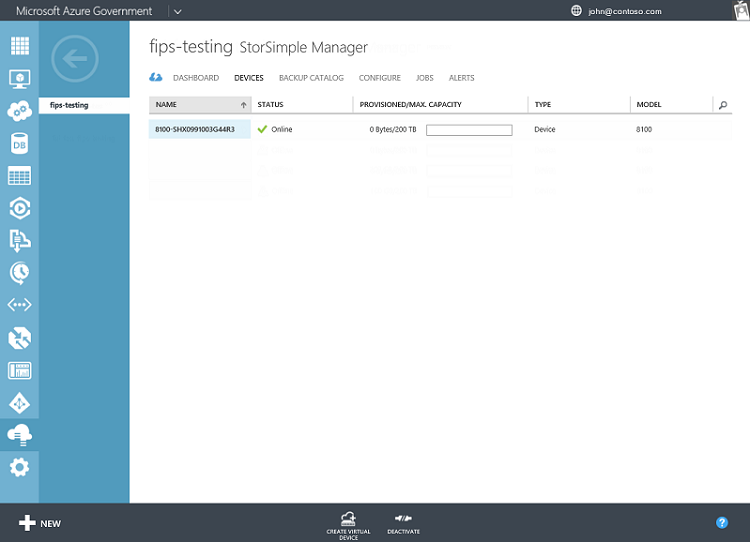 Microsoft Azure Government
john@contoso.com
fips-testing StorSimple Manager
DASHBOARD DEVICES BACKUP CATALOG CONFIGURE JOBS ALERTS
DB
fips-testing
NAME STATUS PROVISIONED/MAX. CAPACITY TYPE MODEL
8100-SHX0991003G44R3 Online 0 Bytes/200 TB Device 8100
NEW
CREATE VIRTUAL
DEVICE
DEACTIVATE
?